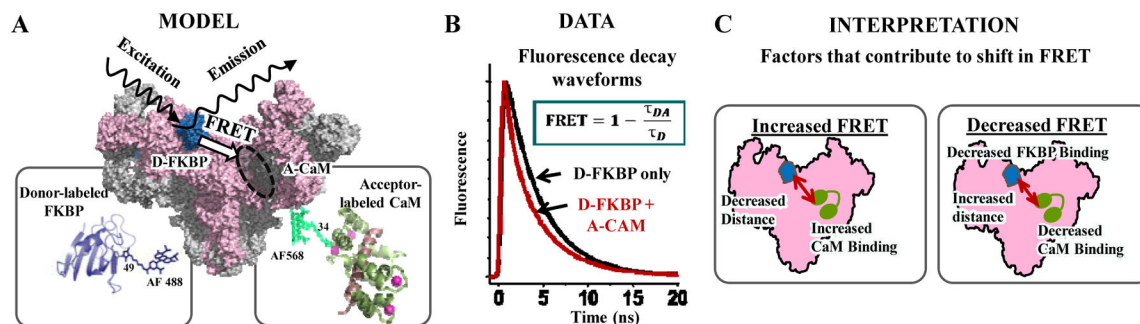 A
MODEL
Excitation
Emission
FRET
D-FKBP
A-CaM
Donor-labeled
FKBP
49
AF 488
Acceptor-
labeled CaM
34
AF568
B
DATA
Fluorescence decay
waveforms
FRET = 1 − τDA / τD
D-FKBP only
D-FKBP +
A-CAM
Fluorescence
0 5 10 15 20
Time (ns)
C
INTERPRETATION
Factors that contribute to shift in FRET
Increased FRET
Decreased
Distance
Increased
CaM Binding
Decreased FRET
Decreased FKBP Binding
Increased
distance
Decreased
CaM Binding